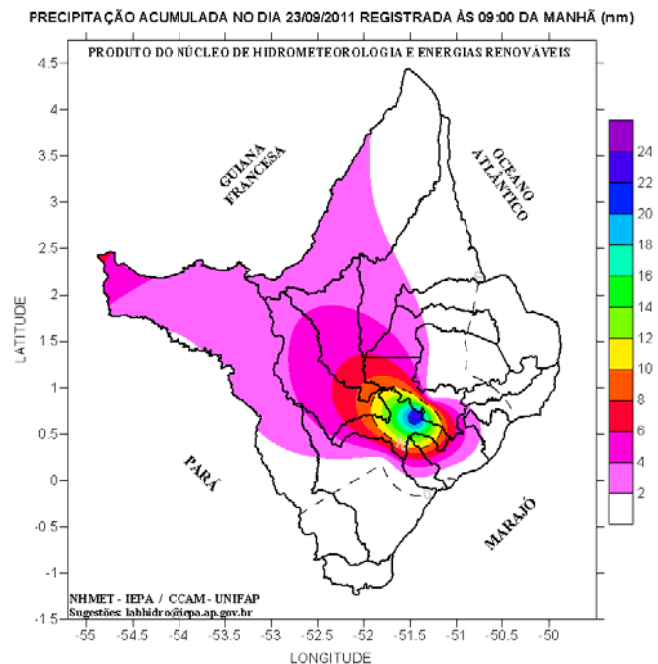 PRECIPITAÇÃO ACUMULADA NO DIA 23/09/2011 REGISTRADA ÀS 09:00 DA MANHÃ (nm)
PRODUTO DO NÚCLEO DE HIDROMETEOROLOGIA E ENERGIAS RENOVÁVEIS
4.5
4
3.5
3
2.5
2
1.5
1
0.5
0
-0.5
-1
-1.5
LATITUDE
GUIANA
FRANCESA
OCEANO
ATLÂNTICO
PARÁ
MARAJÓ
0
0
24
22
20
18
16
14
12
10
8
6
4
2
NHMET - IEPA / CCAM - UNIFAP
Sugestões: labhidro@iepa.ap.gov.br
-55 -54.5 -54 -53.5 -53 -52.5 -52 -51.5 -51 -50.5 -50
LONGITUDE